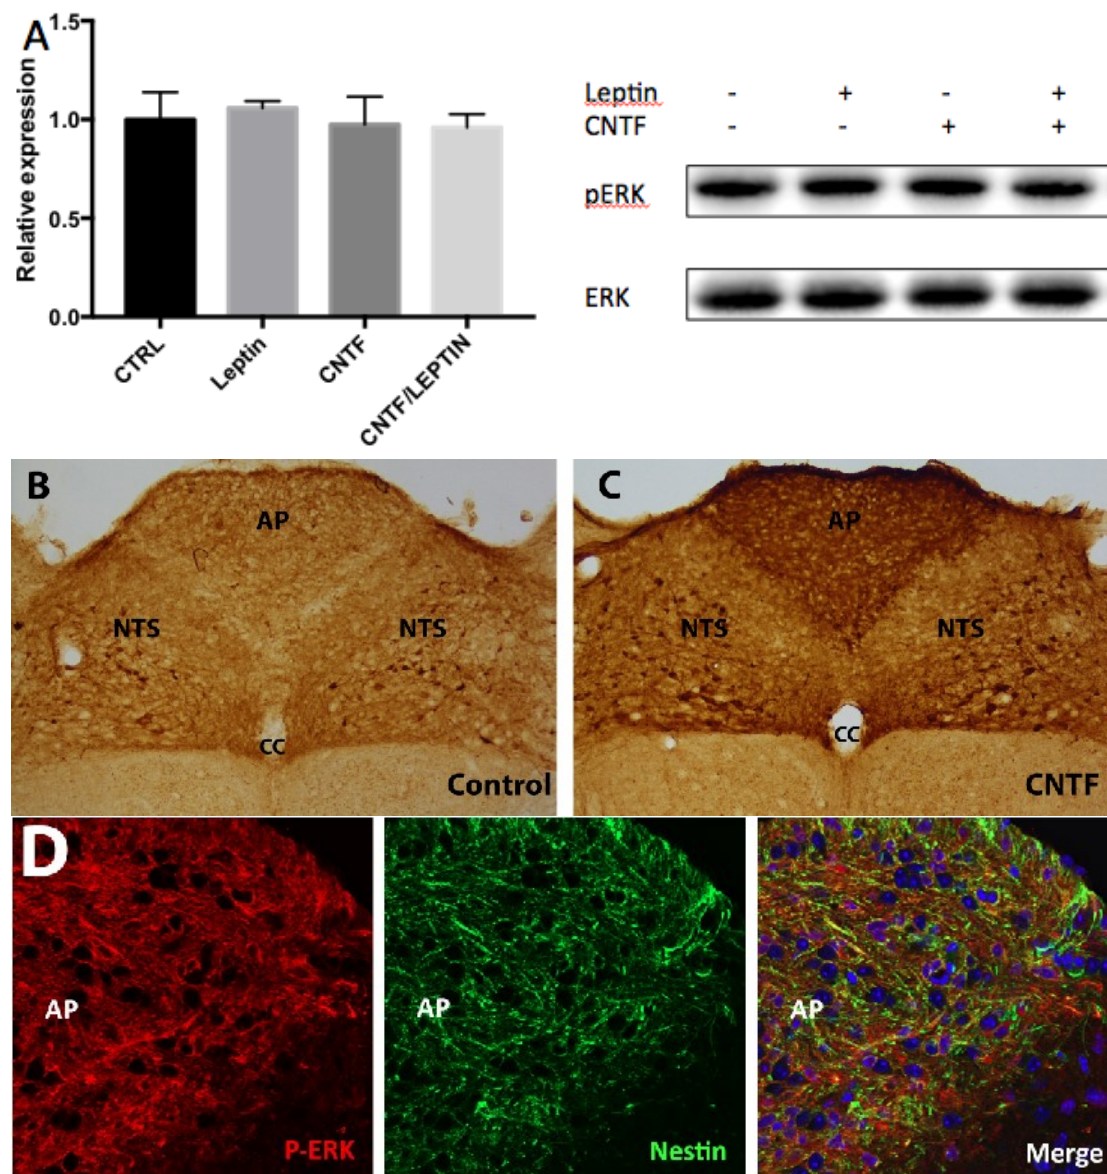 A
1.5
1.0
0.5
0.0
Relative expression
CTRL
Leptin
CNTF
CNTF/LEPTIN
Leptin - + - +
CNTF - - + +
pERK
ERK
B
AP
NTS NTS
CC
Control
C
AP
NTS NTS
CC
CNTF
D
AP
P-ERK
AP
Nestin
AP
Merge